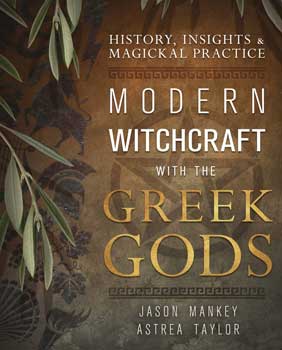 HISTORY, INSIGHTS &
MAGICKAL PRACTICE
MODERN
WITCHCRAFT
WITH THE
GREEK
GODS
JASON MANKEY
ASTREA TAYLOR